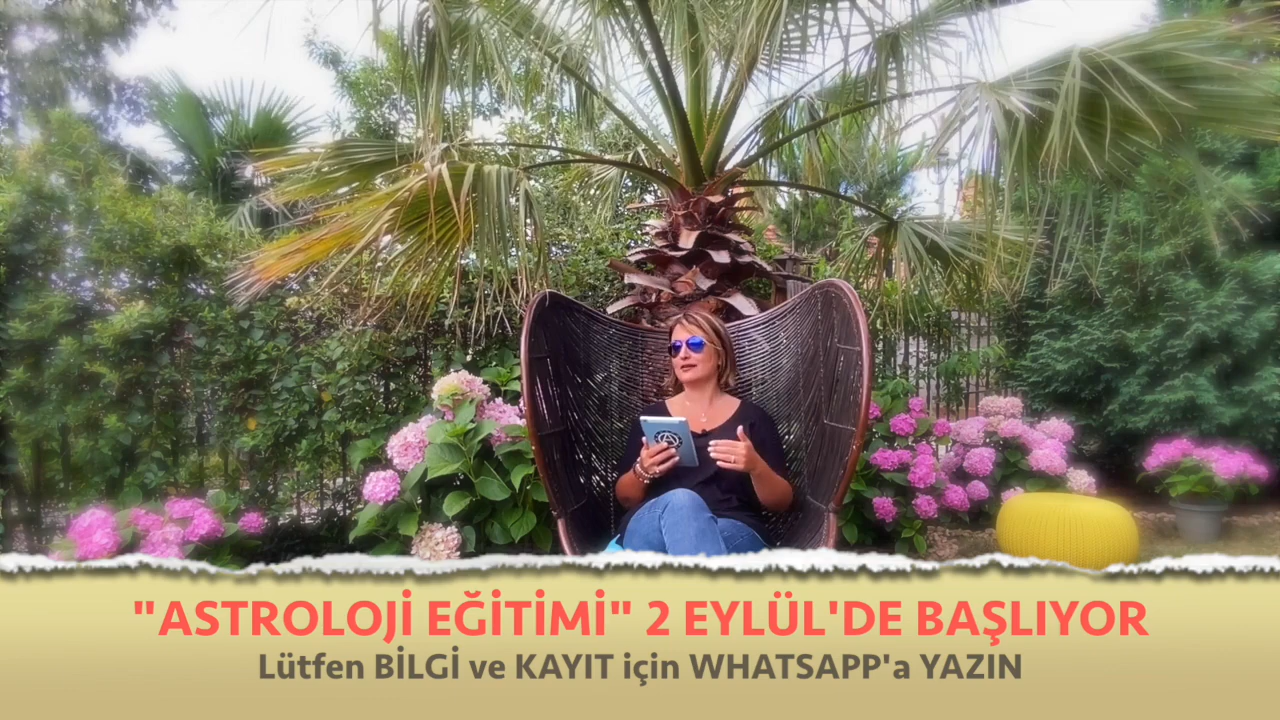 "ASTROLOJİ EĞİTİMİ" 2 EYLÜL'DE BAŞLIYOR
Lütfen BİLGİ ve KAYIT için WHATSAPP'a YAZIN